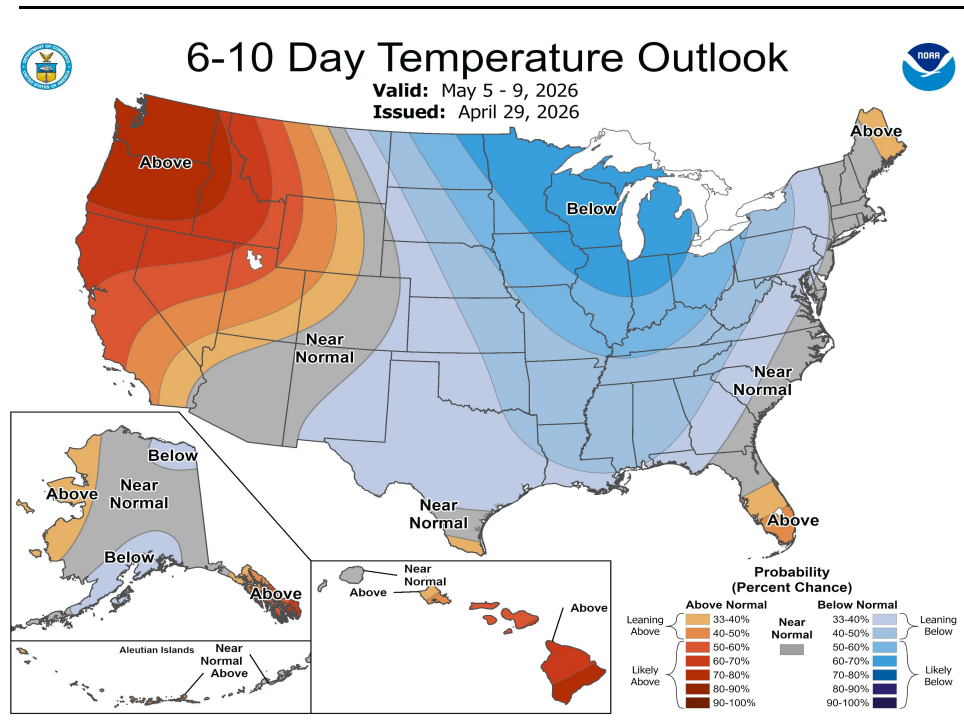 6-10 Day Temperature Outlook
Valid: May 5 - 9, 2026
Issued: April 29, 2026
NOAA
Above
Above
Below
Near
Normal
Near
Normal
Near
Normal
Above
Below
Above
Near
Normal
Below
Above
Aleutian Islands
Near
Normal
Above
Near
Normal
Above
Above
Probability
(Percent Chance)
Above Normal
Below Normal
Leaning
Above
33-40%
40-50%
Likely
Above
50-60%
60-70%
70-80%
80-90%
90-100%
Near
Normal
33-40%
40-50%
Leaning
Below
50-60%
60-70%
70-80%
80-90%
90-100%
Likely
Below